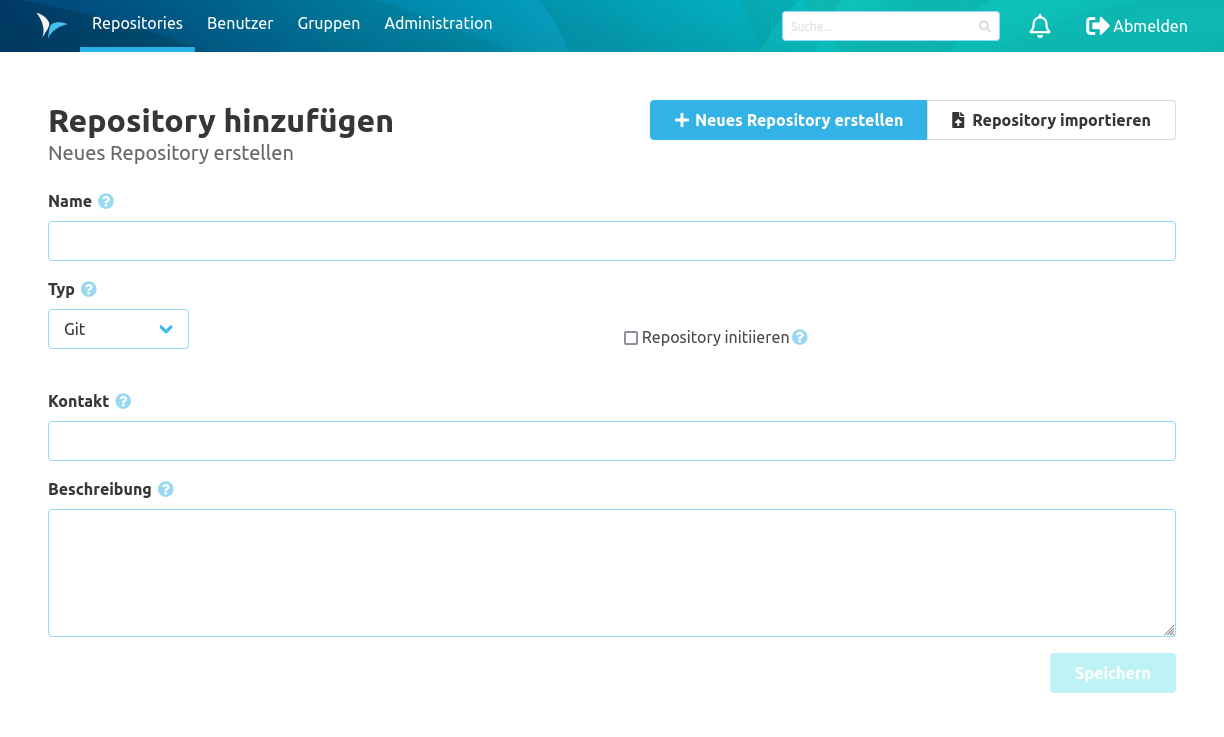 Repositories Benutzer Gruppen Administration Suche... Abmelden
Repository hinzufügen
Neues Repository erstellen Repository importieren
Neues Repository erstellen
Name
Typ
Git
Repository initiieren
Kontakt
Beschreibung
Speichern